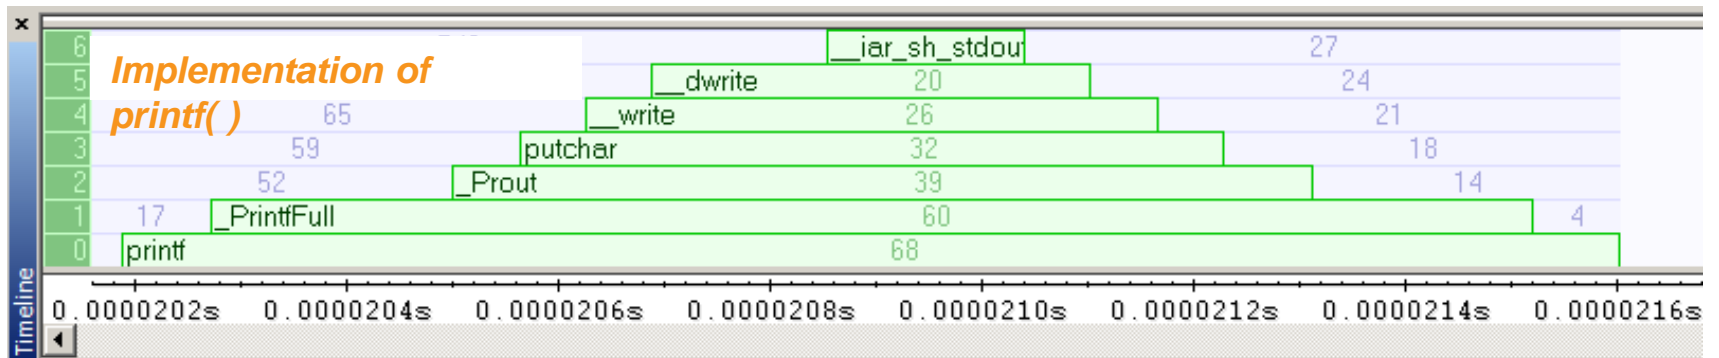 x
6 __iar_sh_stdou 27
Implementation of
5 __dwrite 20 24
4 printf( ) 65 __write 26 21
3 59 putchar 32 18
2 52 _Prout 39 14
1 17 _PrintfFull 60 4
0 printf 68
Timeline
0.0000202s 0.0000204s 0.0000206s 0.0000208s 0.0000210s 0.0000212s 0.0000214s 0.0000216s